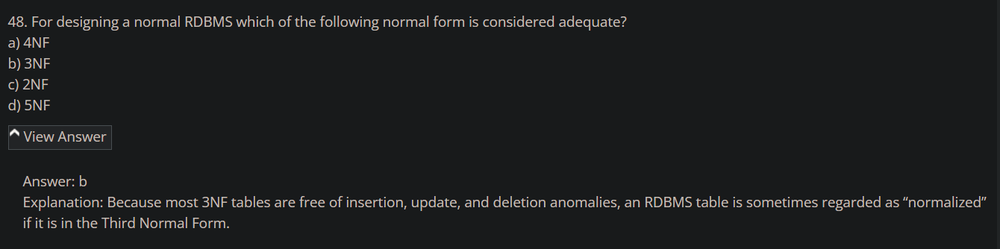 48. For designing a normal RDBMS which of the following normal form is considered adequate?
a) 4NF
b) 3NF
c) 2NF
d) 5NF
View Answer
Answer: b
Explanation: Because most 3NF tables are free of insertion, update, and deletion anomalies, an RDBMS table is sometimes regarded as “normalized”
if it is in the Third Normal Form.